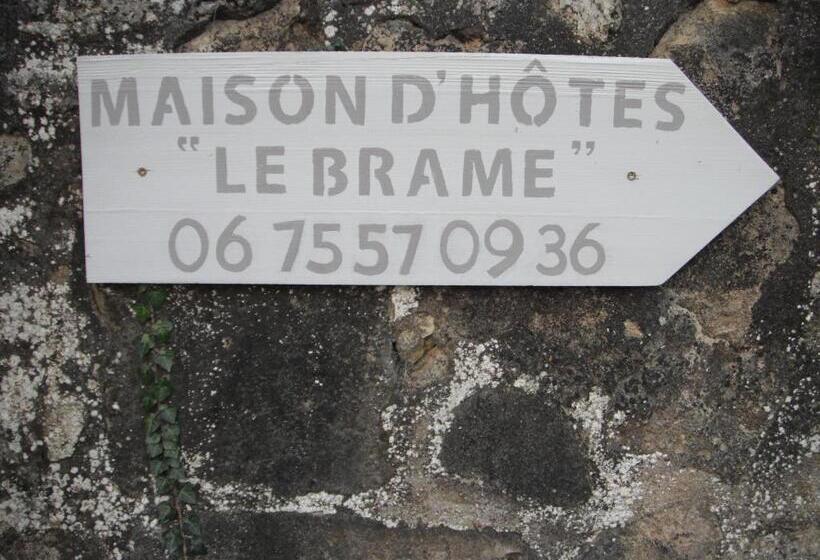 MAISON D'HÔTES
"LE BRAME"
06 75 57 09 36